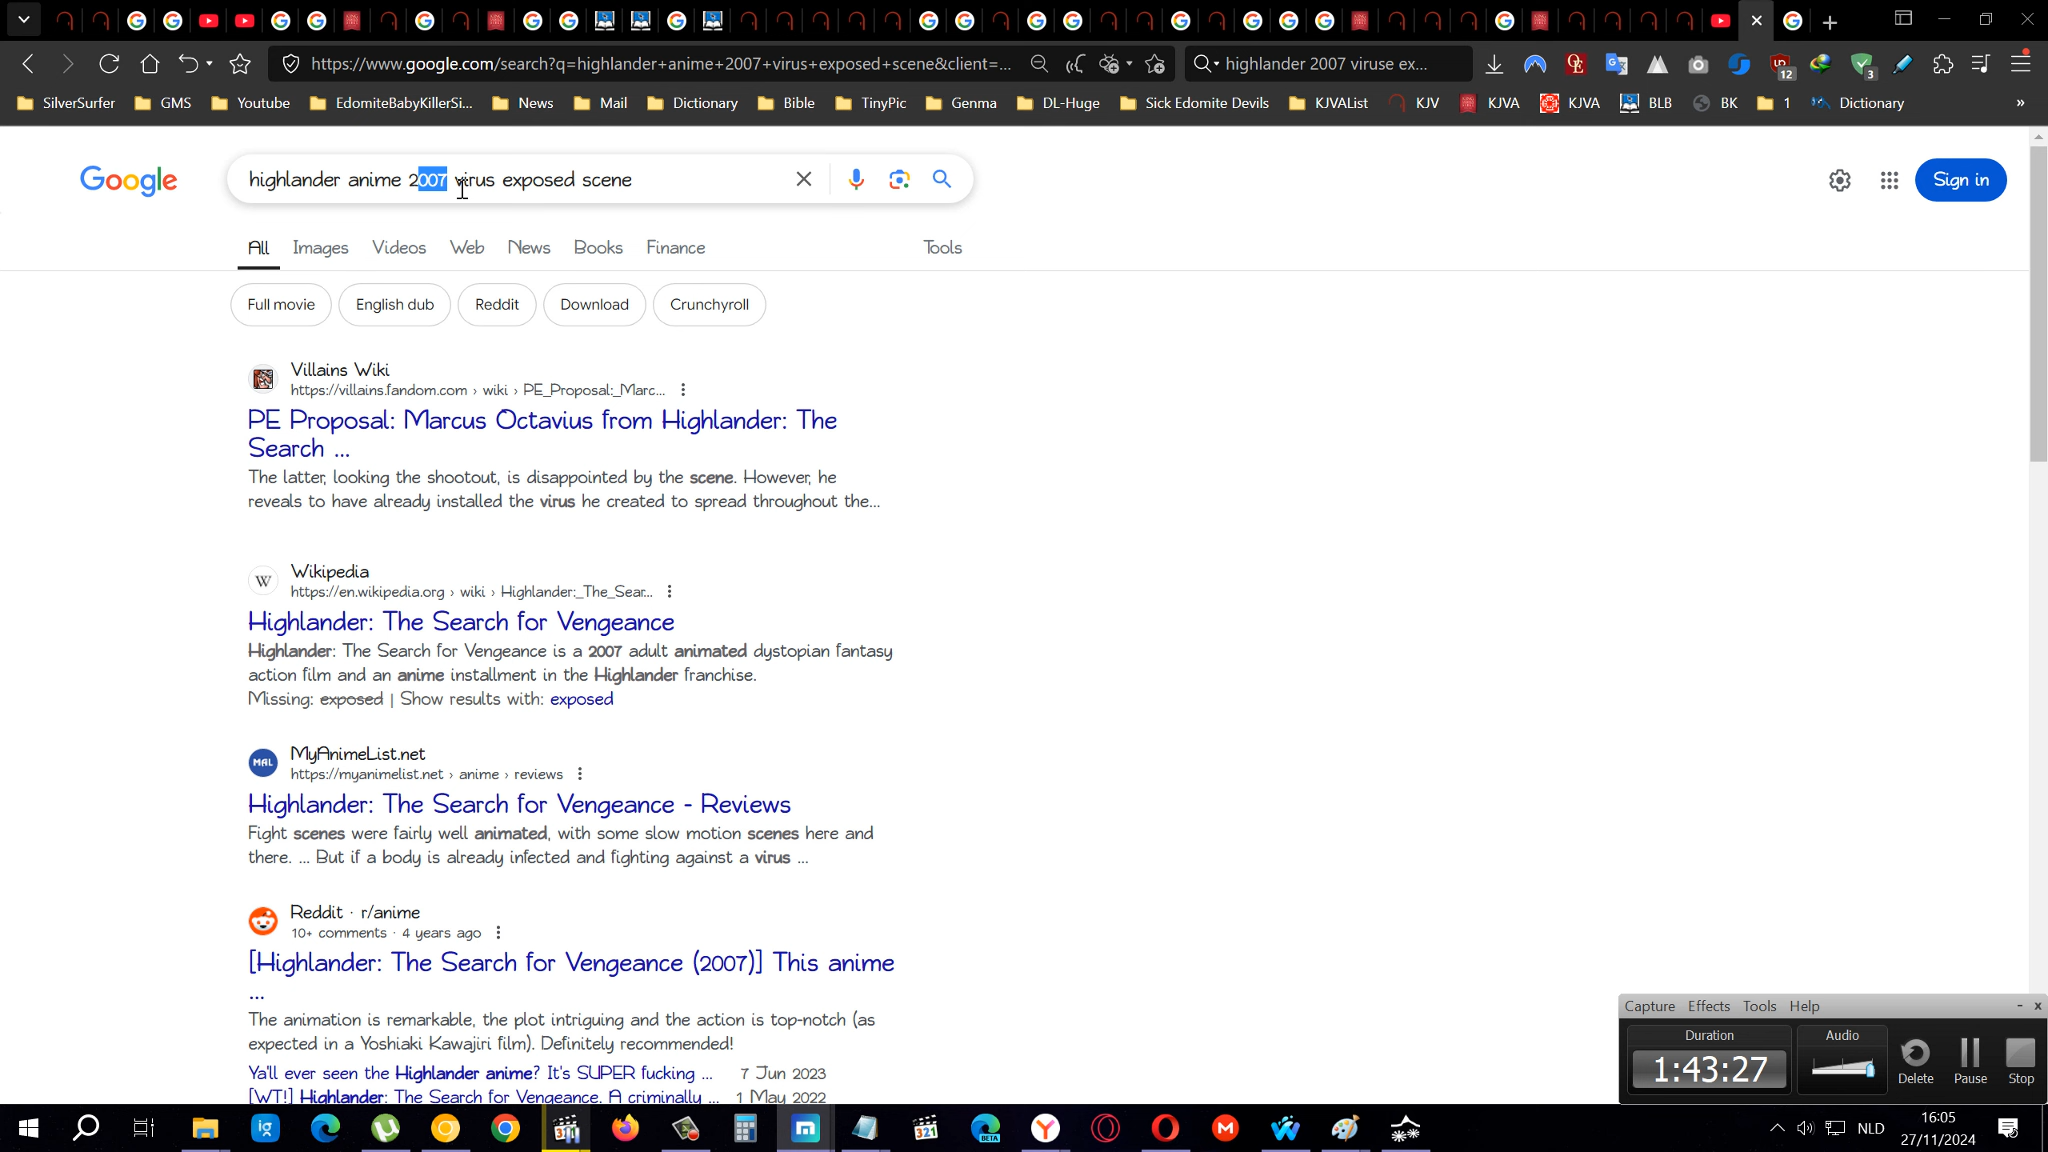 https://www.google.com/search?q=highlander+anime+2007+virus+exposed+scene&client=...
highlander 2007 viruse ex...
12
3
SilverSurfer
GMS
Youtube
EdomiteBabyKillerSi...
News
Mail
Dictionary
Bible
TinyPic
Genma
DL-Huge
Sick Edomite Devils
KJVAList
KJV
KJVA
KJVA
BLB
BK
1
Dictionary
»
Google
highlander anime 2007 virus exposed scene
Sign in
All Images Videos Web News Books Finance Tools
Full movie English dub Reddit Download Crunchyroll
Villains Wiki
https://villains.fandom.com › wiki › PE_Proposal:_Marc...
PE Proposal: Marcus Octavius from Highlander: The
Search ...
The latter, looking the shootout, is disappointed by the scene. However, he
reveals to have already installed the virus he created to spread throughout the...
W
Wikipedia
https://en.wikipedia.org › wiki › Highlander:_The_Sear...
Highlander: The Search for Vengeance
Highlander: The Search for Vengeance is a 2007 adult animated dystopian fantasy
action film and an anime installment in the Highlander franchise.
Missing: exposed | Show results with: exposed
MAL
MyAnimeList.net
https://myanimelist.net › anime › reviews
Highlander: The Search for Vengeance - Reviews
Fight scenes were fairly well animated, with some slow motion scenes here and
there. ... But if a body is already infected and fighting against a virus ...
Reddit · r/anime
10+ comments · 4 years ago
[Highlander: The Search for Vengeance (2007)] This anime
...
The animation is remarkable, the plot intriguing and the action is top-notch (as
expected in a Yoshiaki Kawajiri film). Definitely recommended!
Ya'll ever seen the Highlander anime? It's SUPER fucking ... 7 Jun 2023
[WT!] Highlander: The Search for Vengeance. A criminally ... 1 May 2022
Capture Effects Tools Help
Duration
1:43:27
Audio
Delete
Pause
Stop
ig
321
BETA
NLD
16:05
27/11/2024